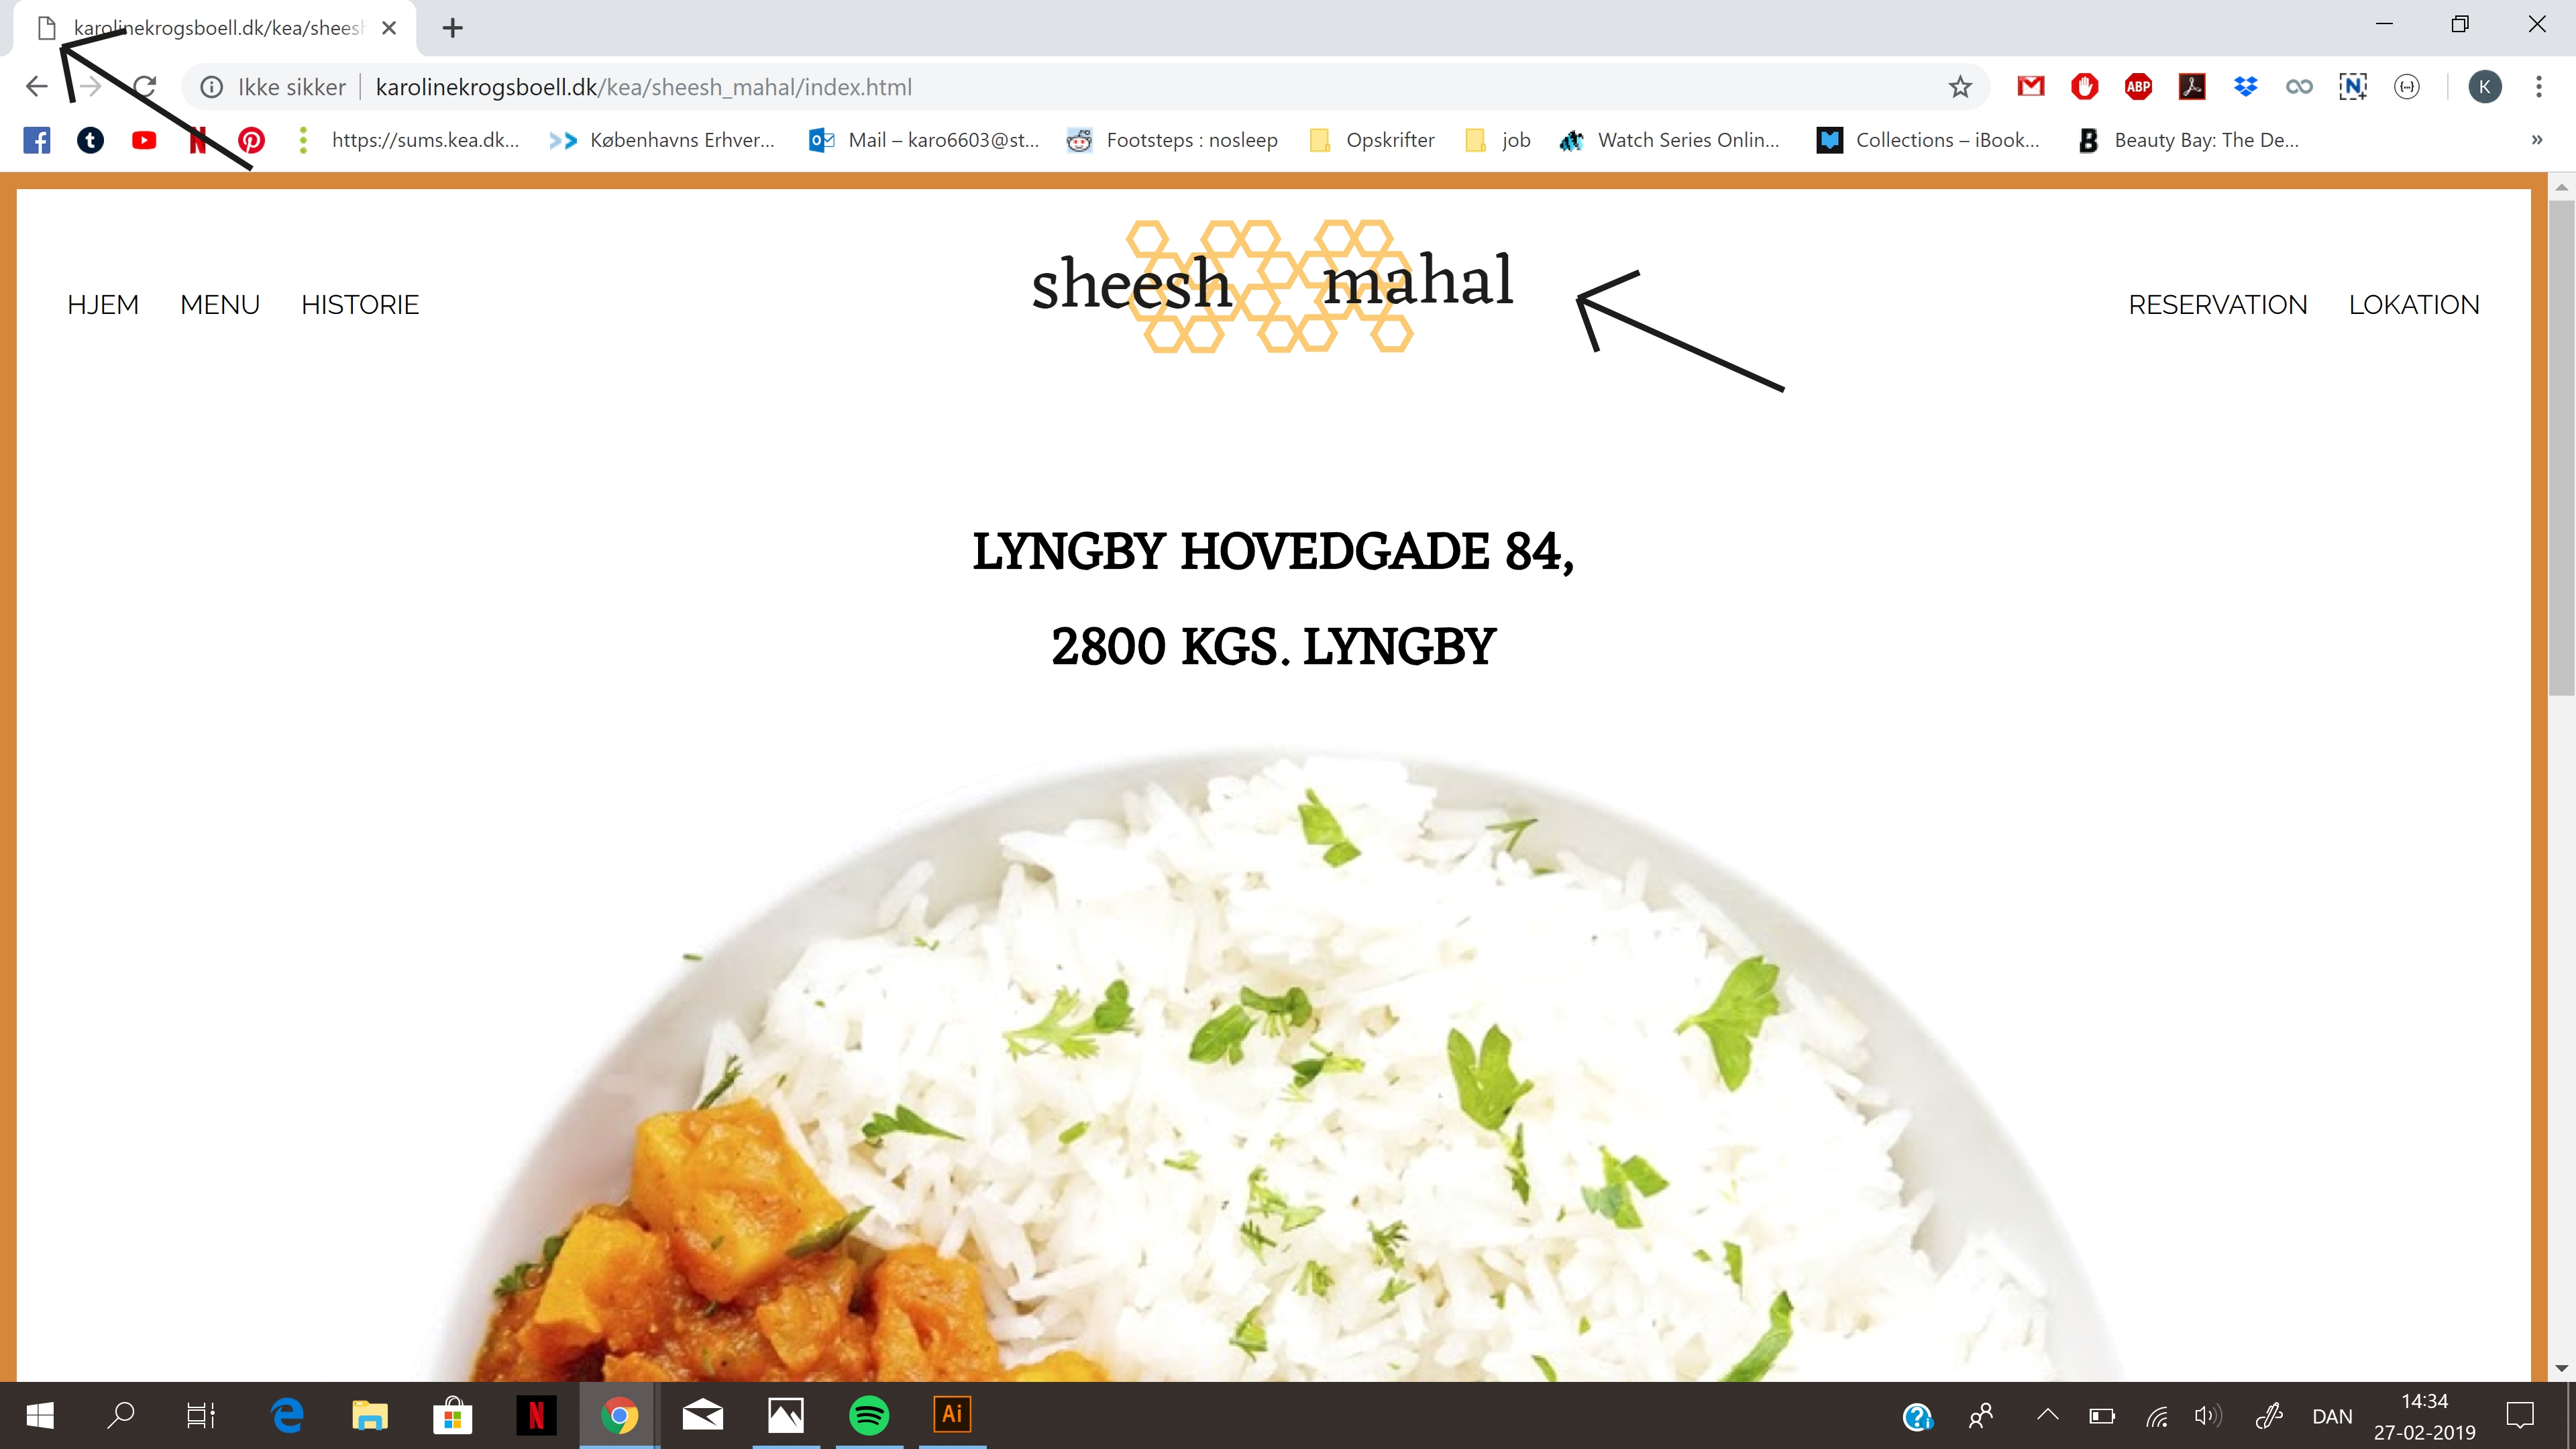 karolinekrogsboell.dk/kea/sheesh
Ikke sikker karolinekrogsboell.dk/kea/sheesh_mahal/index.html
ABP N K
https://sums.kea.dk... Københavns Erhver... Mail – karo6603@st... Footsteps : nosleep Opskrifter job Watch Series Onlin... Collections – iBook... Beauty Bay: The De...
HJEM MENU HISTORIE
sheesh mahal
RESERVATION LOKATION
LYNGBY HOVEDGADE 84,
2800 KGS. LYNGBY
Ai
DAN
14:34
27-02-2019